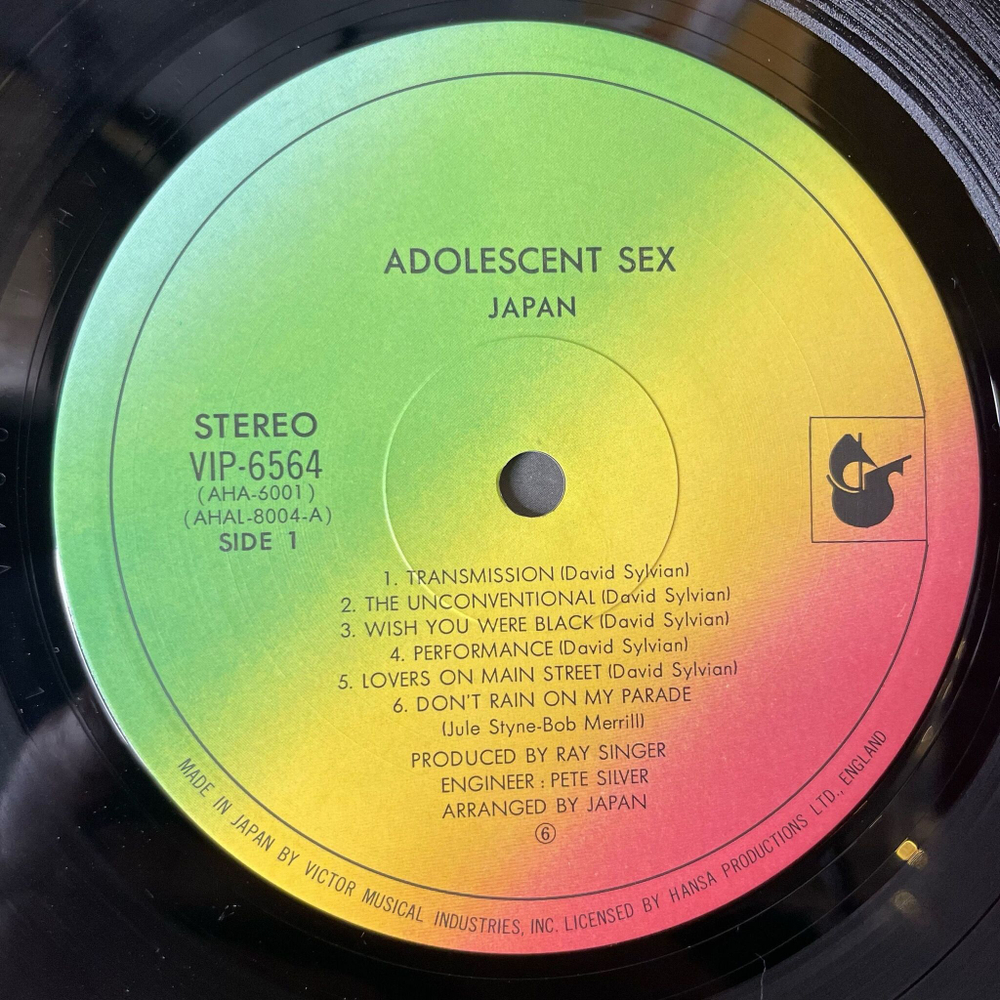 ADOLESCENT SEX
JAPAN
STEREO
VIP-6564
(AHA-6001)
(AHAL-8004-A)
SIDE 1
1. TRANSMISSION (David Sylvian)
2. THE UNCONVENTIONAL (David Sylvian)
3. WISH YOU WERE BLACK (David Sylvian)
4. PERFORMANCE (David Sylvian)
5. LOVERS ON MAIN STREET (David Sylvian)
6. DON'T RAIN ON MY PARADE
(Jule Styne-Bob Merrill)
PRODUCED BY RAY SINGER
ENGINEER : PETE SILVER
ARRANGED BY JAPAN
⑥
MADE IN JAPAN BY VICTOR MUSICAL INDUSTRIES, INC. LICENSED BY HANSA PRODUCTIONS LTD., ENGLAND